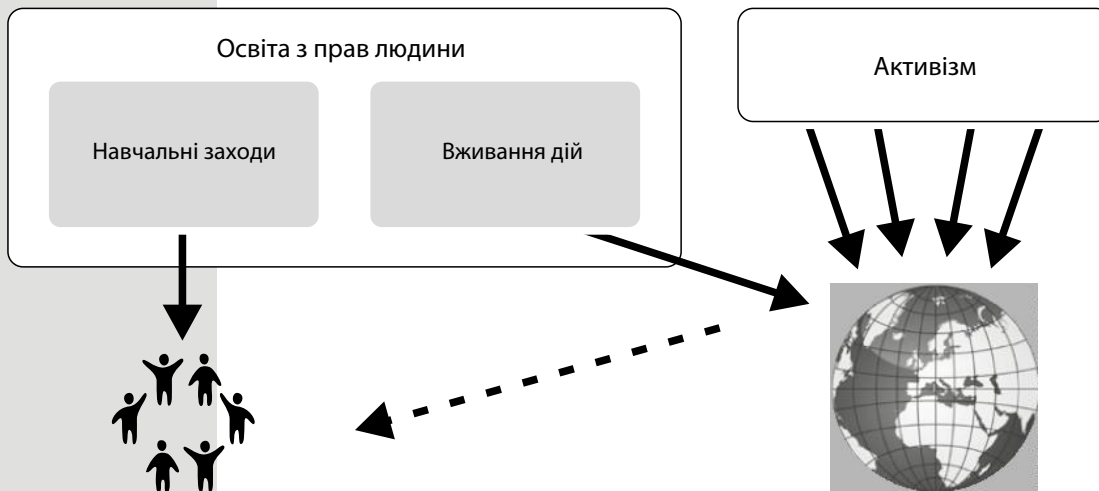 Освіта з прав людини
Активізм
Навчальні заходи
Вживання дій